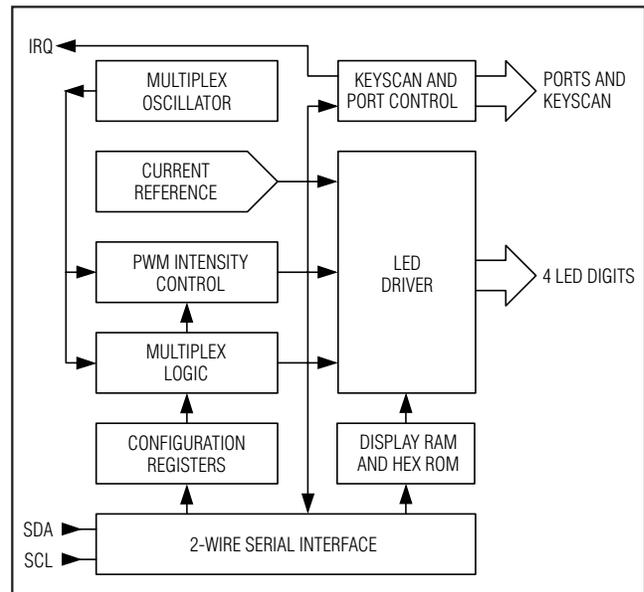 IRQ
MULTIPLEX
OSCILLATOR
KEYSCAN AND
PORT CONTROL
PORTS AND
KEYSCAN
CURRENT
REFERENCE
PWM INTENSITY
CONTROL
LED
DRIVER
4 LED DIGITS
MULTIPLEX
LOGIC
CONFIGURATION
REGISTERS
DISPLAY RAM
AND HEX ROM
SDA
SCL
2-WIRE SERIAL INTERFACE